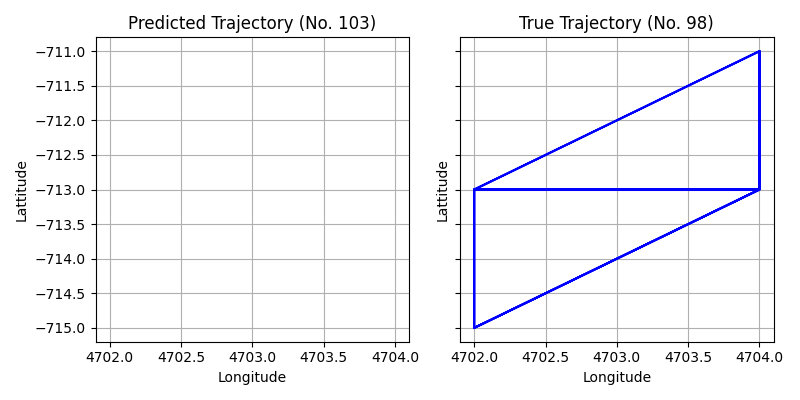 Predicted Trajectory (No. 103)
True Trajectory (No. 98)
−711.0
−711.5
−712.0
−712.5
−713.0
−713.5
−714.0
−714.5
−715.0
Lattitude
Lattitude
4702.0 4702.5 4703.0 4703.5 4704.0
4702.0 4702.5 4703.0 4703.5 4704.0
Longitude
Longitude